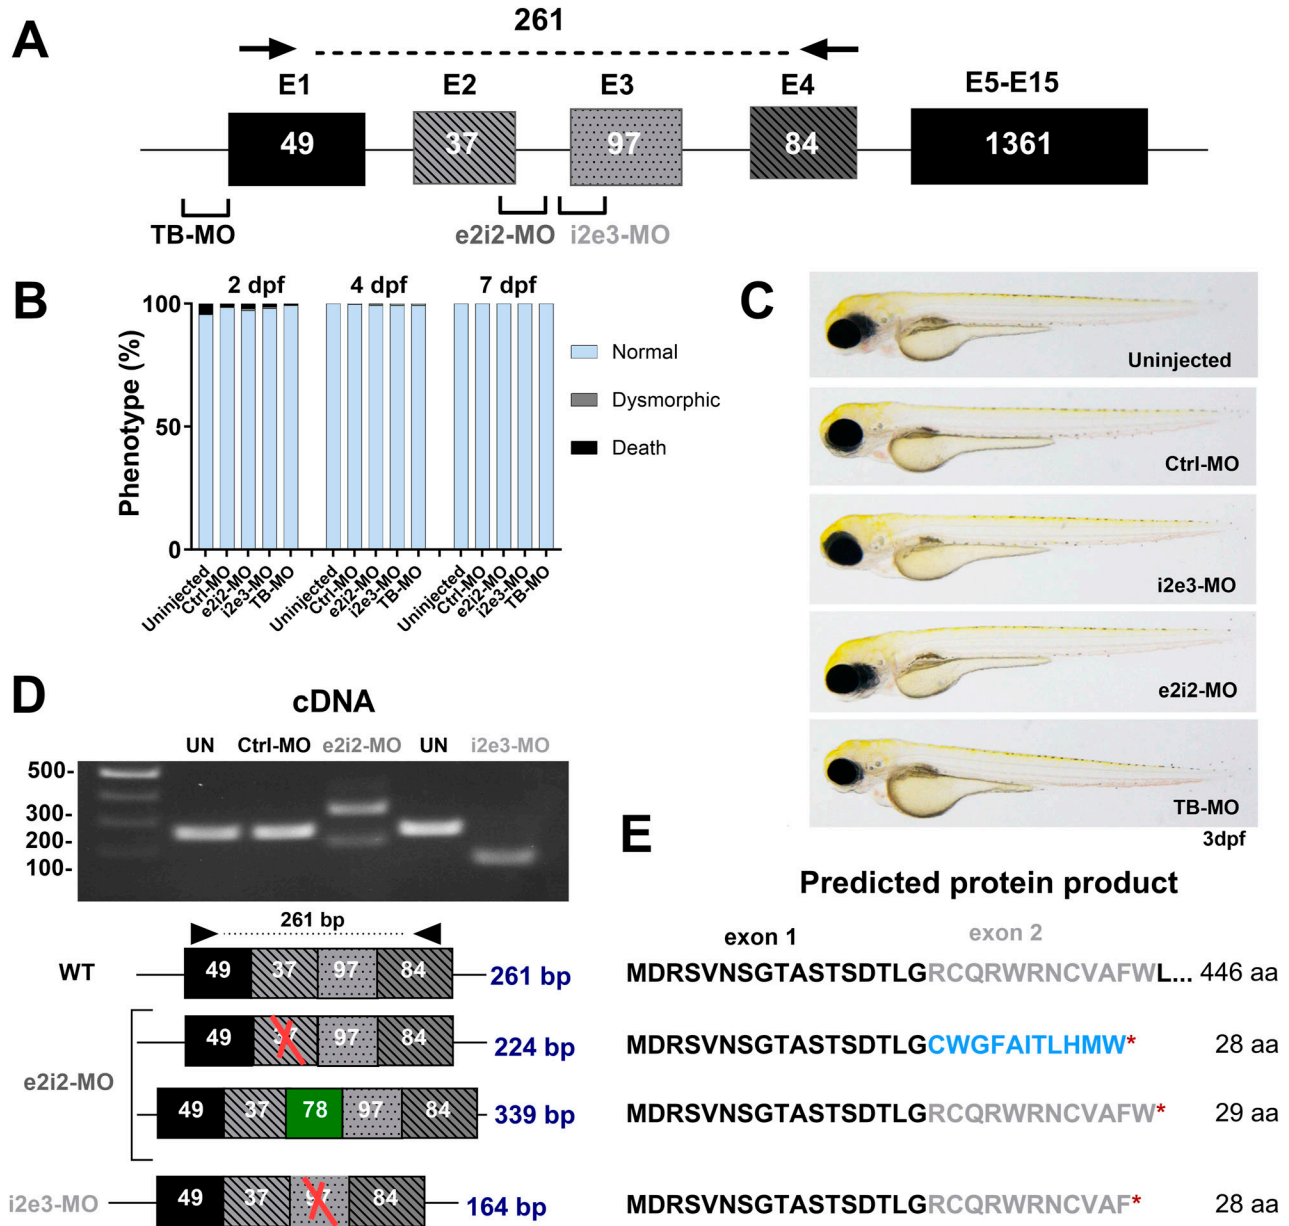 A
261
E1 E2 E3 E4 E5-E15
49 37 97 84 1361
TB-MO e2i2-MO i2e3-MO
B
2 dpf 4 dpf 7 dpf
Phenotype (%)
100
50
0
Uninjected
Ctrl-MO
e2i2-MO
i2e3-MO
TB-MO
Uninjected
Ctrl-MO
e2i2-MO
i2e3-MO
TB-MO
Uninjected
Ctrl-MO
e2i2-MO
i2e3-MO
TB-MO
Normal
Dysmorphic
Death
C
Uninjected
Ctrl-MO
i2e3-MO
e2i2-MO
TB-MO
3dpf
D
cDNA
UN Ctrl-MO e2i2-MO UN i2e3-MO
500-
300-
200-
100-
261 bp
WT 49 37 97 84 261 bp
e2i2-MO
49 37 97 84 224 bp
49 37 78 97 84 339 bp
i2e3-MO 49 37 97 84 164 bp
E
Predicted protein product
exon 1 exon 2
MDRSVNSGTASTSDTLGRCQRWRNCVAFWL... 446 aa
MDRSVNSGTASTSDTLGCWGFAITLHMW* 28 aa
MDRSVNSGTASTSDTLGRCQRWRNCVAFW* 29 aa
MDRSVNSGTASTSDTLGRCQRWRNCVAF* 28 aa